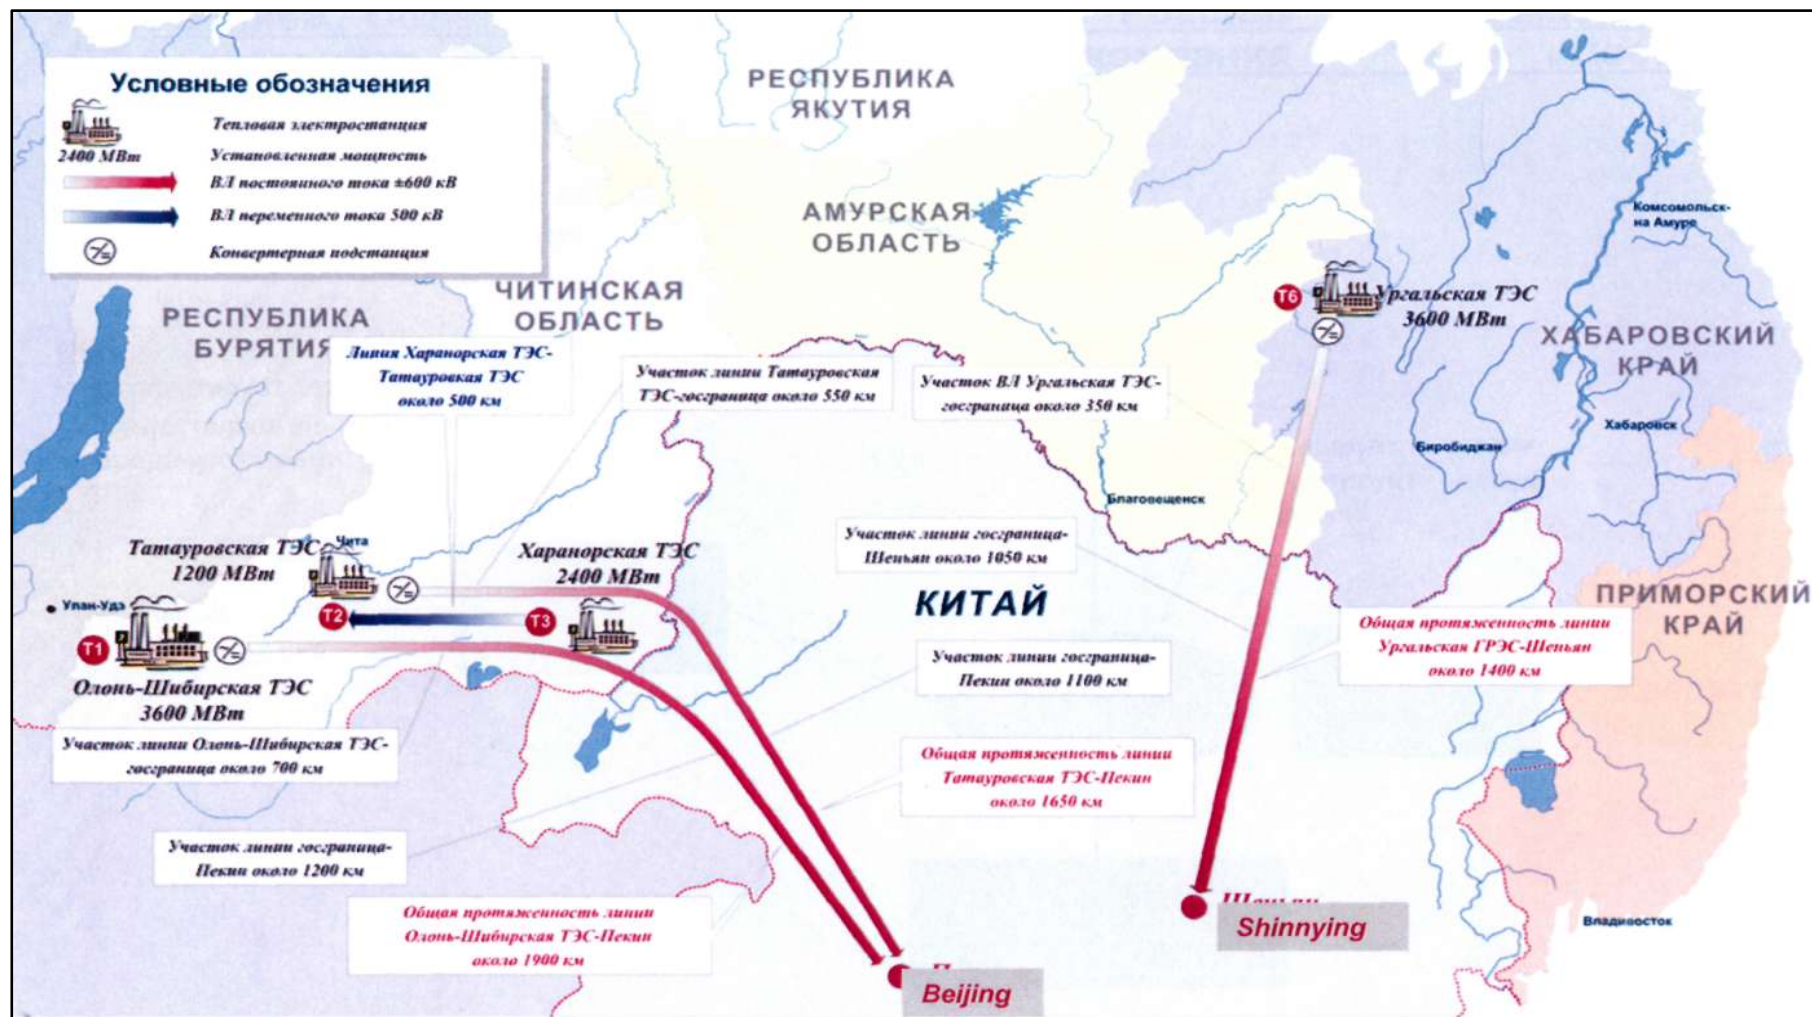 Условные обозначения
Тепловая электростанция
2400 МВт
Установленная мощность
ВЛ постоянного тока ±600 кВ
ВЛ переменного тока 500 кВ
Конвертерная подстанция
РЕСПУБЛИКА
ЯКУТИЯ
АМУРСКАЯ
ОБЛАСТЬ
ЧИТИНСКАЯ
ОБЛАСТЬ
РЕСПУБЛИКА
БУРЯТИЯ
Комсомольск-
на Амуре
Т6
Ургальская ТЭС
3600 МВт
ХАБАРОВСКИЙ
КРАЙ
Линия Харанорская ТЭС-
Татауровкая ТЭС
около 500 км
Участок линии Татауровская
ТЭС-госграница около 550 км
Участок ВЛ Ургальская ТЭС-
госграница около 350 км
Биробиджан
Хабаровск
Благовещенск
Участок линии госграница-
Шеньян около 1050 км
Татауровская ТЭС
1200 МВт
Чита
Харанорская ТЭС
2400 МВт
КИТАЙ
ПРИМОРСКИЙ
КРАЙ
Улан-Удэ
Т2
Т3
Т1
Олонь-Шибирская ТЭС
3600 МВт
Общая протяженность линии
Ургальская ГРЭС-Шеньян
около 1400 км
Участок линии госграница-
Пекин около 1100 км
Участок линии Олонь-Шибирская ТЭС-
госграница около 700 км
Общая протяженность линии
Татауровская ТЭС-Пекин
около 1650 км
Участок линии госграница-
Пекин около 1200 км
Общая протяженность линии
Олонь-Шибирская ТЭС-Пекин
около 1900 км
Shinnying
Владивосток
Beijing